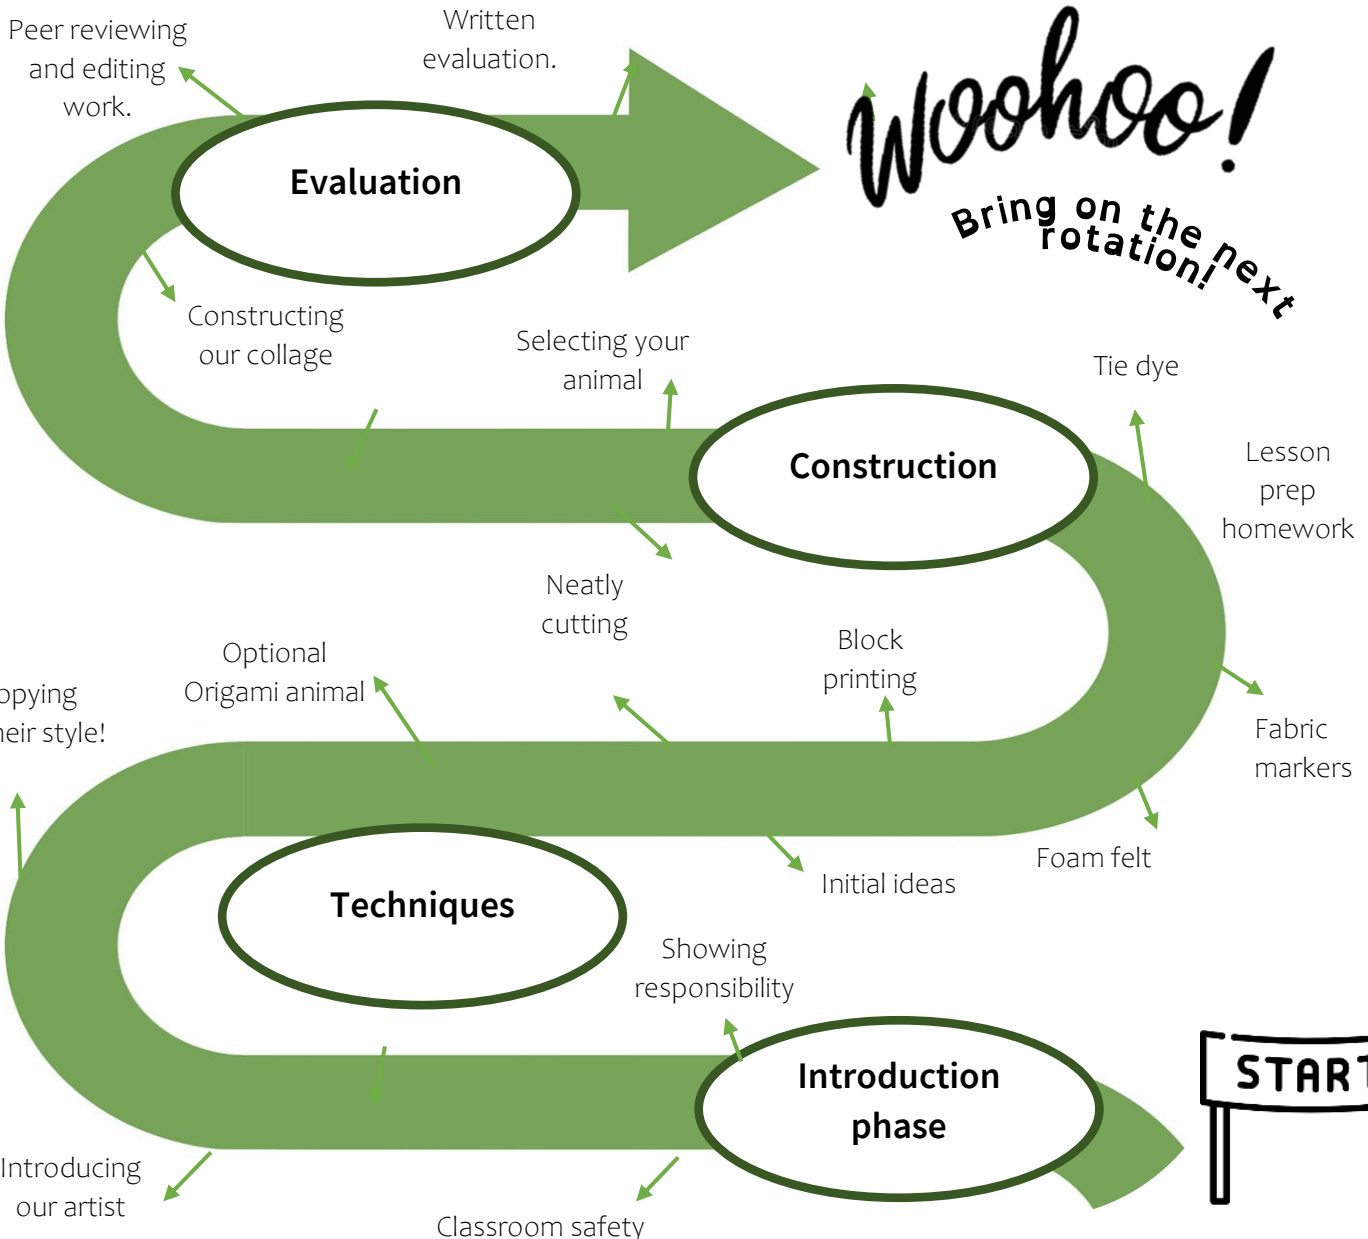 Peer reviewing
and editing
work.
Written
evaluation.
Woohoo!
Bring on the next
rotation!
Evaluation
Constructing
our collage
Selecting your
animal
Tie dye
Construction
Lesson
prep
homework
Neatly
cutting
Block
printing
Optional
Origami animal
opying
heir style!
Fabric
markers
Foam felt
Initial ideas
Techniques
Showing
responsibility
Introduction
phase
START
Introducing
our artist
Classroom safety